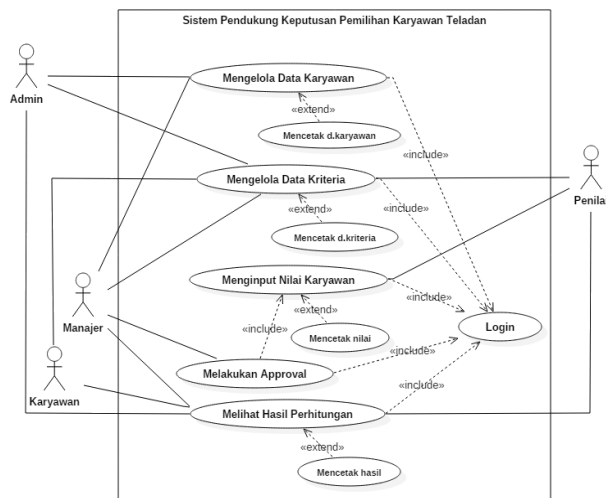 Sistem Pendukung Keputusan Pemilihan Karyawan Teladan
Admin
Mengelola Data Karyawan
«extend»
Mencetak d.karyawan
«include»
Mengelola Data Kriteria
«extend»
«include»
Mencetak d.kriteria
Penilai
Menginput Nilai Karyawan
«include»
«extend»
Manajer
«include»
Mencetak nilai
Login
«include»
Melakukan Approval
«include»
Karyawan
Melihat Hasil Perhitungan
«extend»
Mencetak hasil